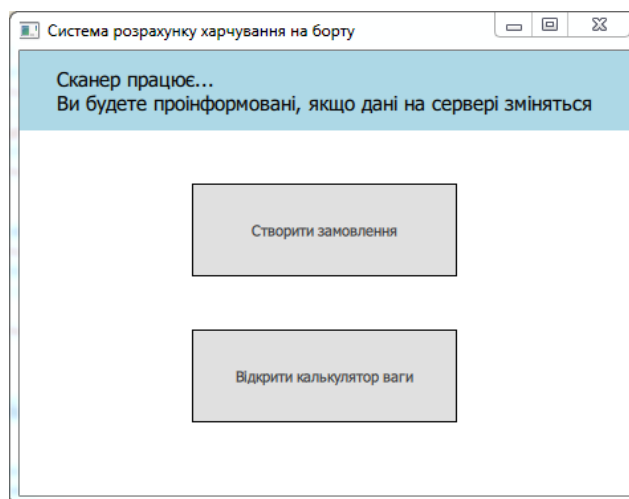 Система розрахунку харчування на борту
Сканер працює...
Ви будете проінформовані, якщо дані на сервері зміняться
Створити замовлення
Відкрити калькулятор ваги